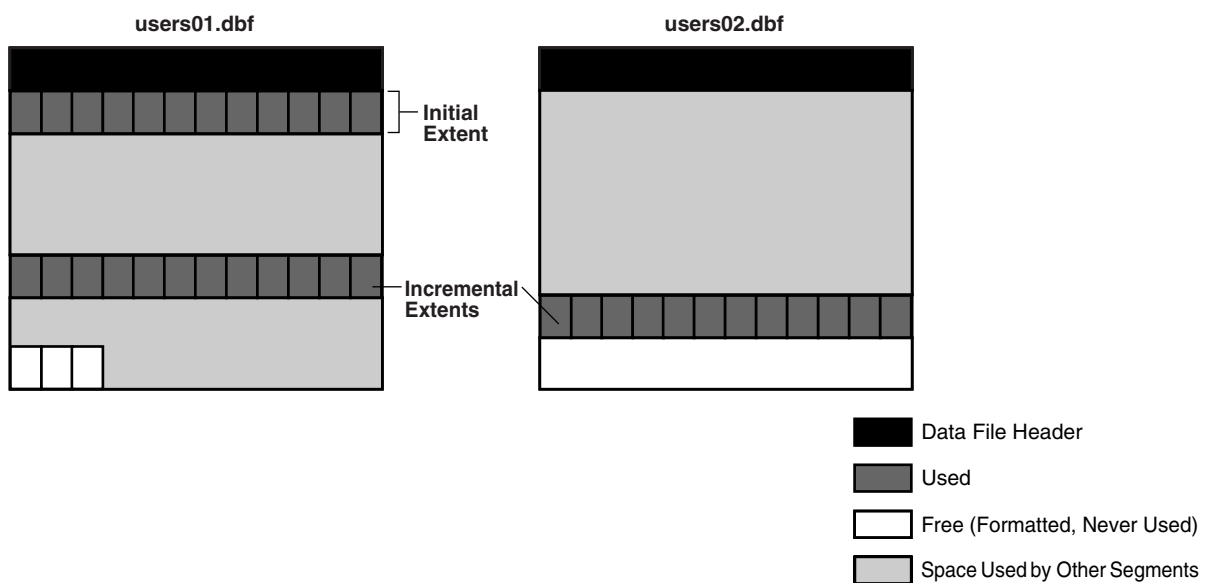 users01.dbf
users02.dbf
Initial
Extent
Incremental
Extents
Data File Header
Used
Free (Formatted, Never Used)
Space Used by Other Segments